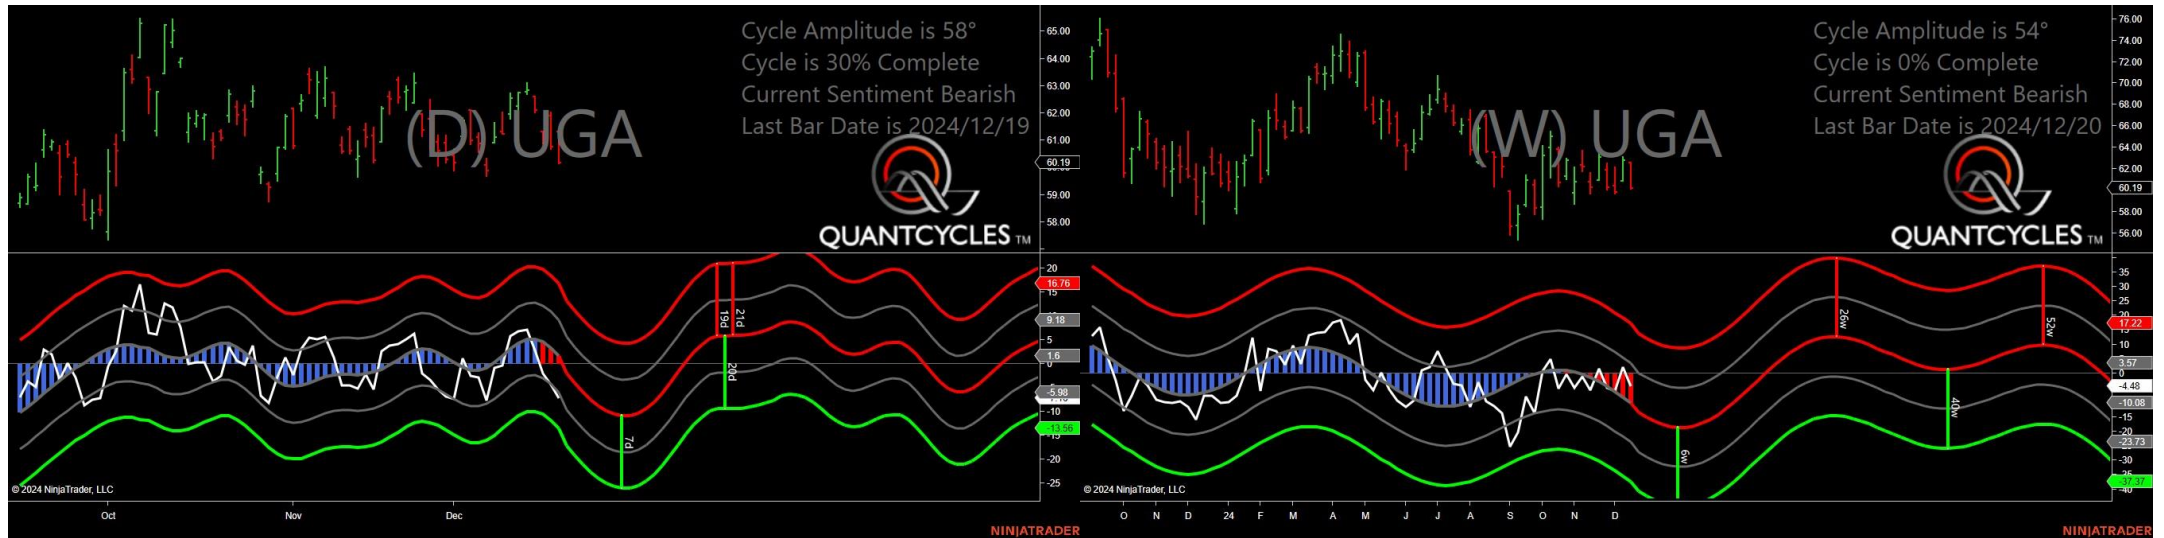 Cycle Amplitude is 58°
Cycle is 30% Complete
Current Sentiment Bearish
Last Bar Date is 2024/12/19
(D) UGA
QUANTCYCLES TM
65.00
64.00
63.00
62.00
61.00
60.19
59.00
58.00
20
16.76
15
9.18
5
1.6
0
-5.98
-10
-13.56
-15
-20
-25
19d
21d
20d
7d
© 2024 NinjaTrader, LLC
Oct
Nov
Dec
NINJATRADER
Cycle Amplitude is 54°
Cycle is 0% Complete
Current Sentiment Bearish
Last Bar Date is 2024/12/20
(W) UGA
QUANTCYCLES TM
76.00
74.00
72.00
70.00
68.00
66.00
64.00
62.00
60.19
58.00
56.00
35
30
25
20
17.22
10
3.57
0
-4.48
-10.08
-15
-20
-23.73
-30
-37.37
-40
26w
52w
40w
6w
© 2024 NinjaTrader, LLC
O N D 24 F M A M J J A S O N D
NINJATRADER